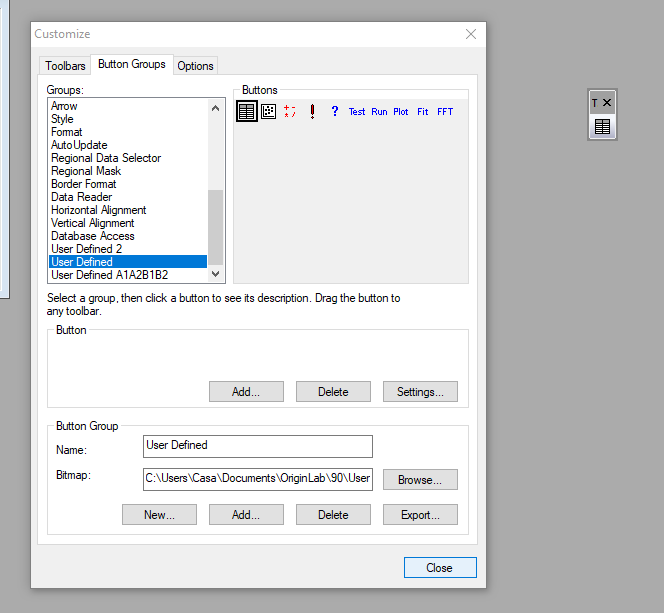 Customize
Toolbars
Button Groups
Options
Groups:
Arrow
Style
Format
AutoUpdate
Regional Data Selector
Regional Mask
Border Format
Data Reader
Horizontal Alignment
Vertical Alignment
Database Access
User Defined 2
User Defined
User Defined A1A2B1B2
Buttons
? Test Run Plot Fit FFT
Select a group, then click a button to see its description. Drag the button to
any toolbar.
Button
Add...
Delete
Settings...
Button Group
Name:
User Defined
Bitmap:
C:\Users\Casa\Documents\OriginLab\90\User
Browse...
New...
Add...
Delete
Export...
Close
T